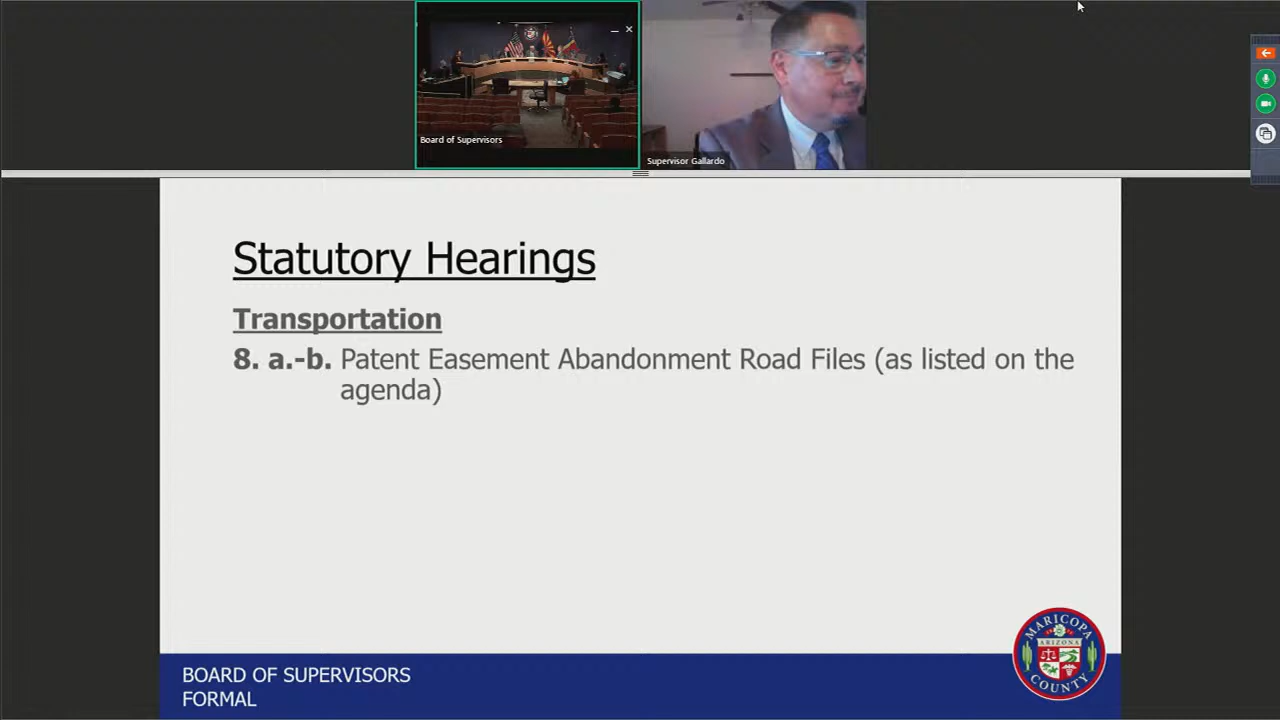 Board of Supervisors
Supervisor Gallardo
Statutory Hearings
Transportation
8. a.-b. Patent Easement Abandonment Road Files (as listed on the
agenda)
BOARD OF SUPERVISORS
FORMAL
MARICOPA
ARIZONA
COUNTY